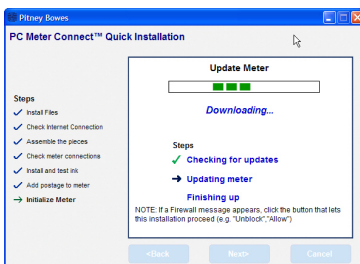 Pitney Bowes
PC Meter Connect™ Quick Installation
Update Meter
Downloading...
Steps
Install Files
Check Internet Connection
Assemble the pieces
Check meter connections
Install and test ink
Add postage to meter
Initialize Meter
Steps
Checking for updates
Updating meter
Finishing up
NOTE: If a Firewall message appears, click the button that lets
this installation proceed (e.g. "Unblock","Allow")
<Back Next> Cancel